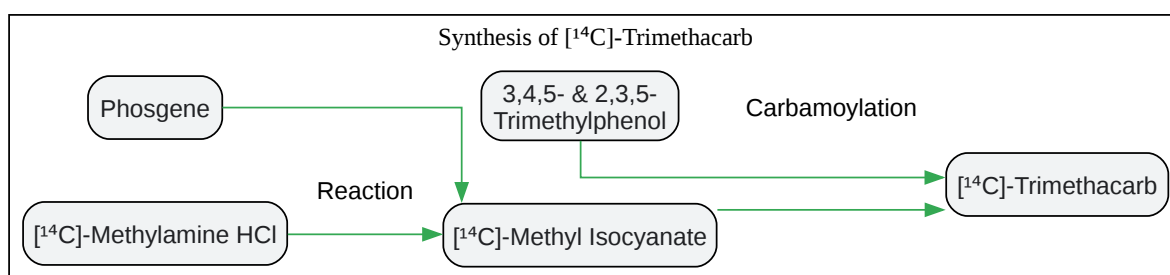 Synthesis of [¹⁴C]-Trimethacarb
Phosgene
3,4,5- & 2,3,5-
Trimethylphenol
Carbamoylation
Reaction
[¹⁴C]-Trimethacarb
[¹⁴C]-Methylamine HCl
[¹⁴C]-Methyl Isocyanate